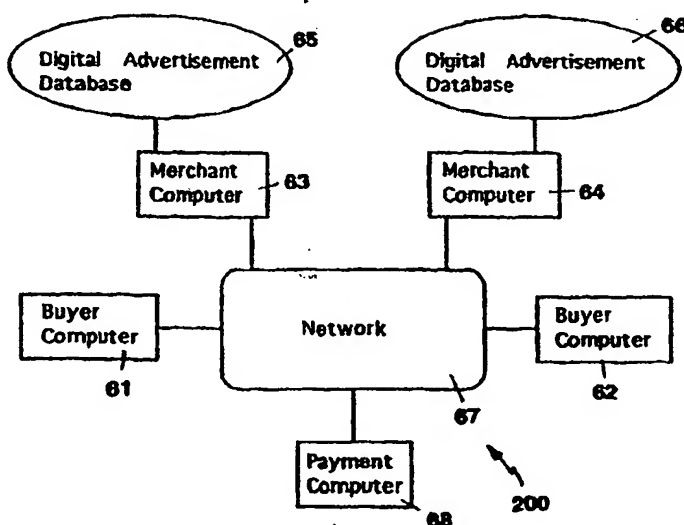 65
Digital Advertisement
Database
66
Digital Advertisement
Database
Merchant
Computer
63
Merchant
Computer
64
Buyer
Computer
61
Network
67
Buyer
Computer
62
Payment
Computer
68
200